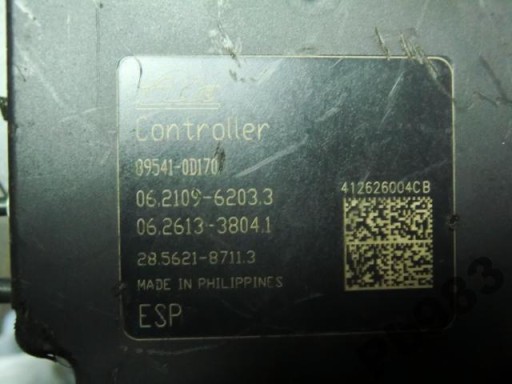 Controller
89541-0D170
06.2109-6203.3
06.2613-3804.1
28.5621-8711.3
MADE IN PHILIPPINES
ESP
412626004CB